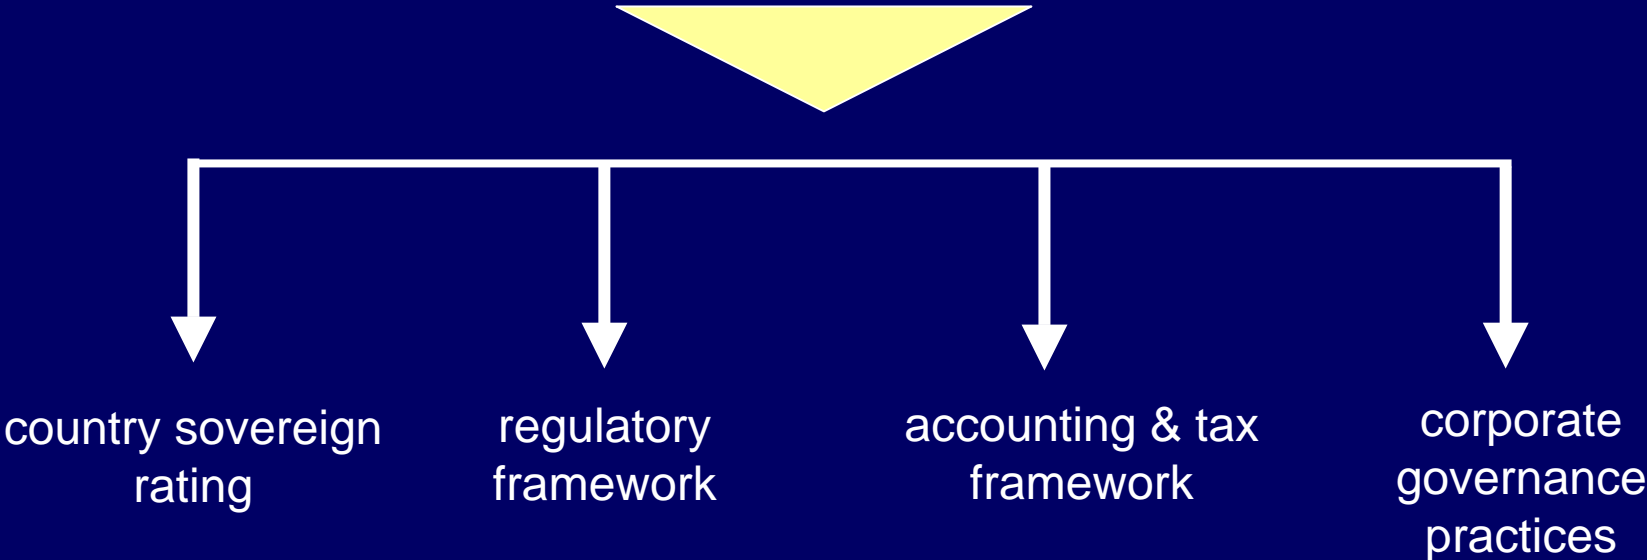 country sovereign
rating
regulatory
framework
accounting & tax
framework
corporate
governance
practices